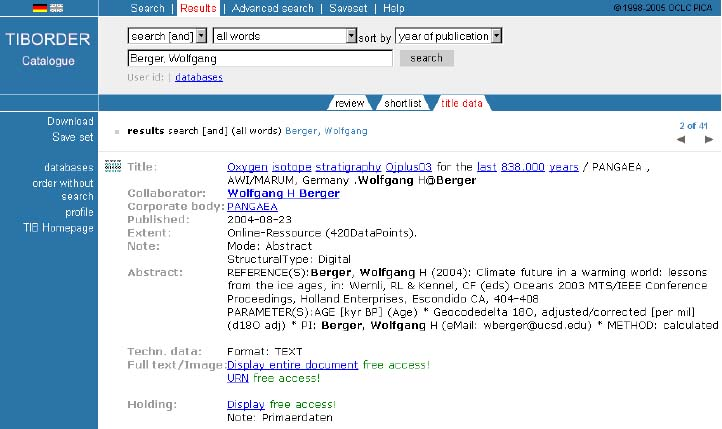 Search | Results | Advanced search | Saveset | Help
© 1998-2005 OCLC PICA
TIBORDER
Catalogue
search [and] all words sort by year of publication
Berger, Wolfgang search
User id: | databases
review shortlist title data
Download
Save set
databases
order without
search
profile
TIB Homepage
results search [and] (all words) Berger, Wolfgang
2 of 41
Title: Oxygen isotope stratigraphy Ojplus03 for the last 838.000 years / PANGAEA ,
AWI/MARUM, Germany .Wolfgang H@Berger
Collaborator: Wolfgang H Berger
Corporate body: PANGAEA
Published: 2004-08-23
Extent: Online-Ressource (420DataPoints).
Note: Mode: Abstract
StructuralType: Digital
Abstract: REFERENCE(S):Berger, Wolfgang H (2004): Climate future in a warming world: lessons
from the ice ages, in: Wernli, RL & Kennel, CF (eds) Oceans 2003 MTS/IEEE Conference
Proceedings, Holland Enterprises, Escondido CA, 404-408
PARAMETER(S):AGE [kyr BP] (Age) * Geocodedelta 18O, adjusted/corrected [per mil]
(d18O adj) * PI: Berger, Wolfgang H (eMail: wberger@ucsd.edu) * METHOD: calculated
Techn. data: Format: TEXT
Full text/Image: Display entire document free access!
URN free access!
Holding: Display free access!
Note: Primaerdaten